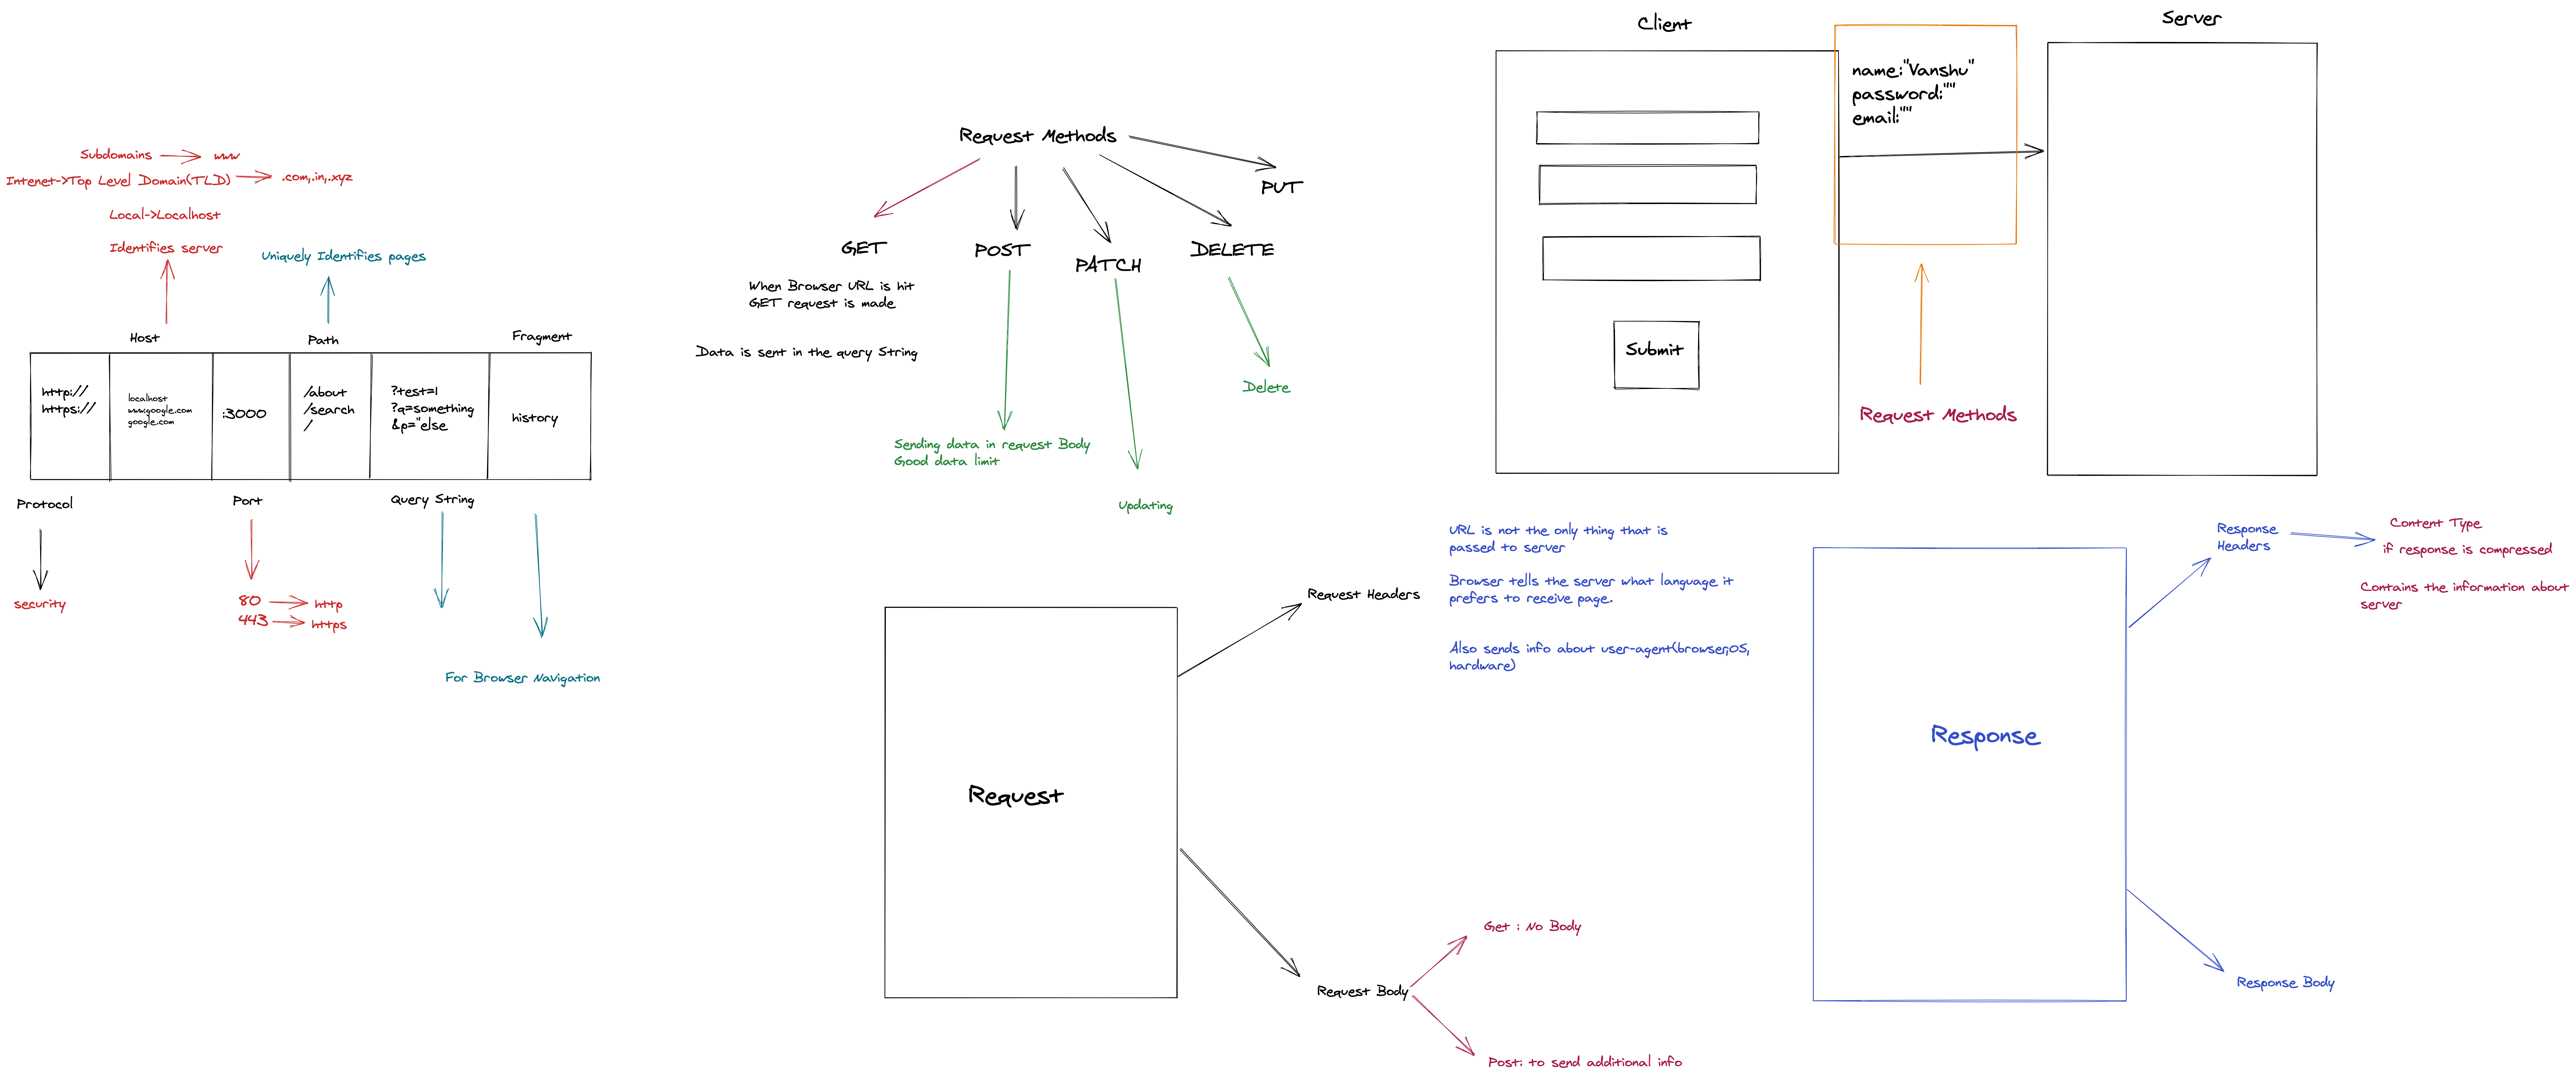 Subdomains
www
Intenet->Top Level Domain(TLD)
.com,.in,.xyz
Local->Localhost
Identifies server
Uniquely Identifies pages
Host
Path
Fragment
http://
https://
localhost
www.google.com
google.com
:3000
/about
/search
/
?test=1
?q=something
&p="else
history
Protocol
Port
Query String
security
80
http
443
https
For Browser Navigation
Request Methods
PUT
GET
POST
PATCH
DELETE
When Browser URL is hit
GET request is made
Data is sent in the query String
Delete
Sending data in request Body
Good data limit
Updating
Client
Server
name:"Vanshu"
password:""
email:""
Submit
Request Methods
Request
Request Headers
URL is not the only thing that is
passed to server
Browser tells the server what language it
prefers to receive page.
Also sends info about user-agent(browser,OS,
hardware)
Request Body
Get : No Body
Post: to send additional info
Response
Response
Headers
Content Type
if response is compressed
Contains the information about
server
Response Body